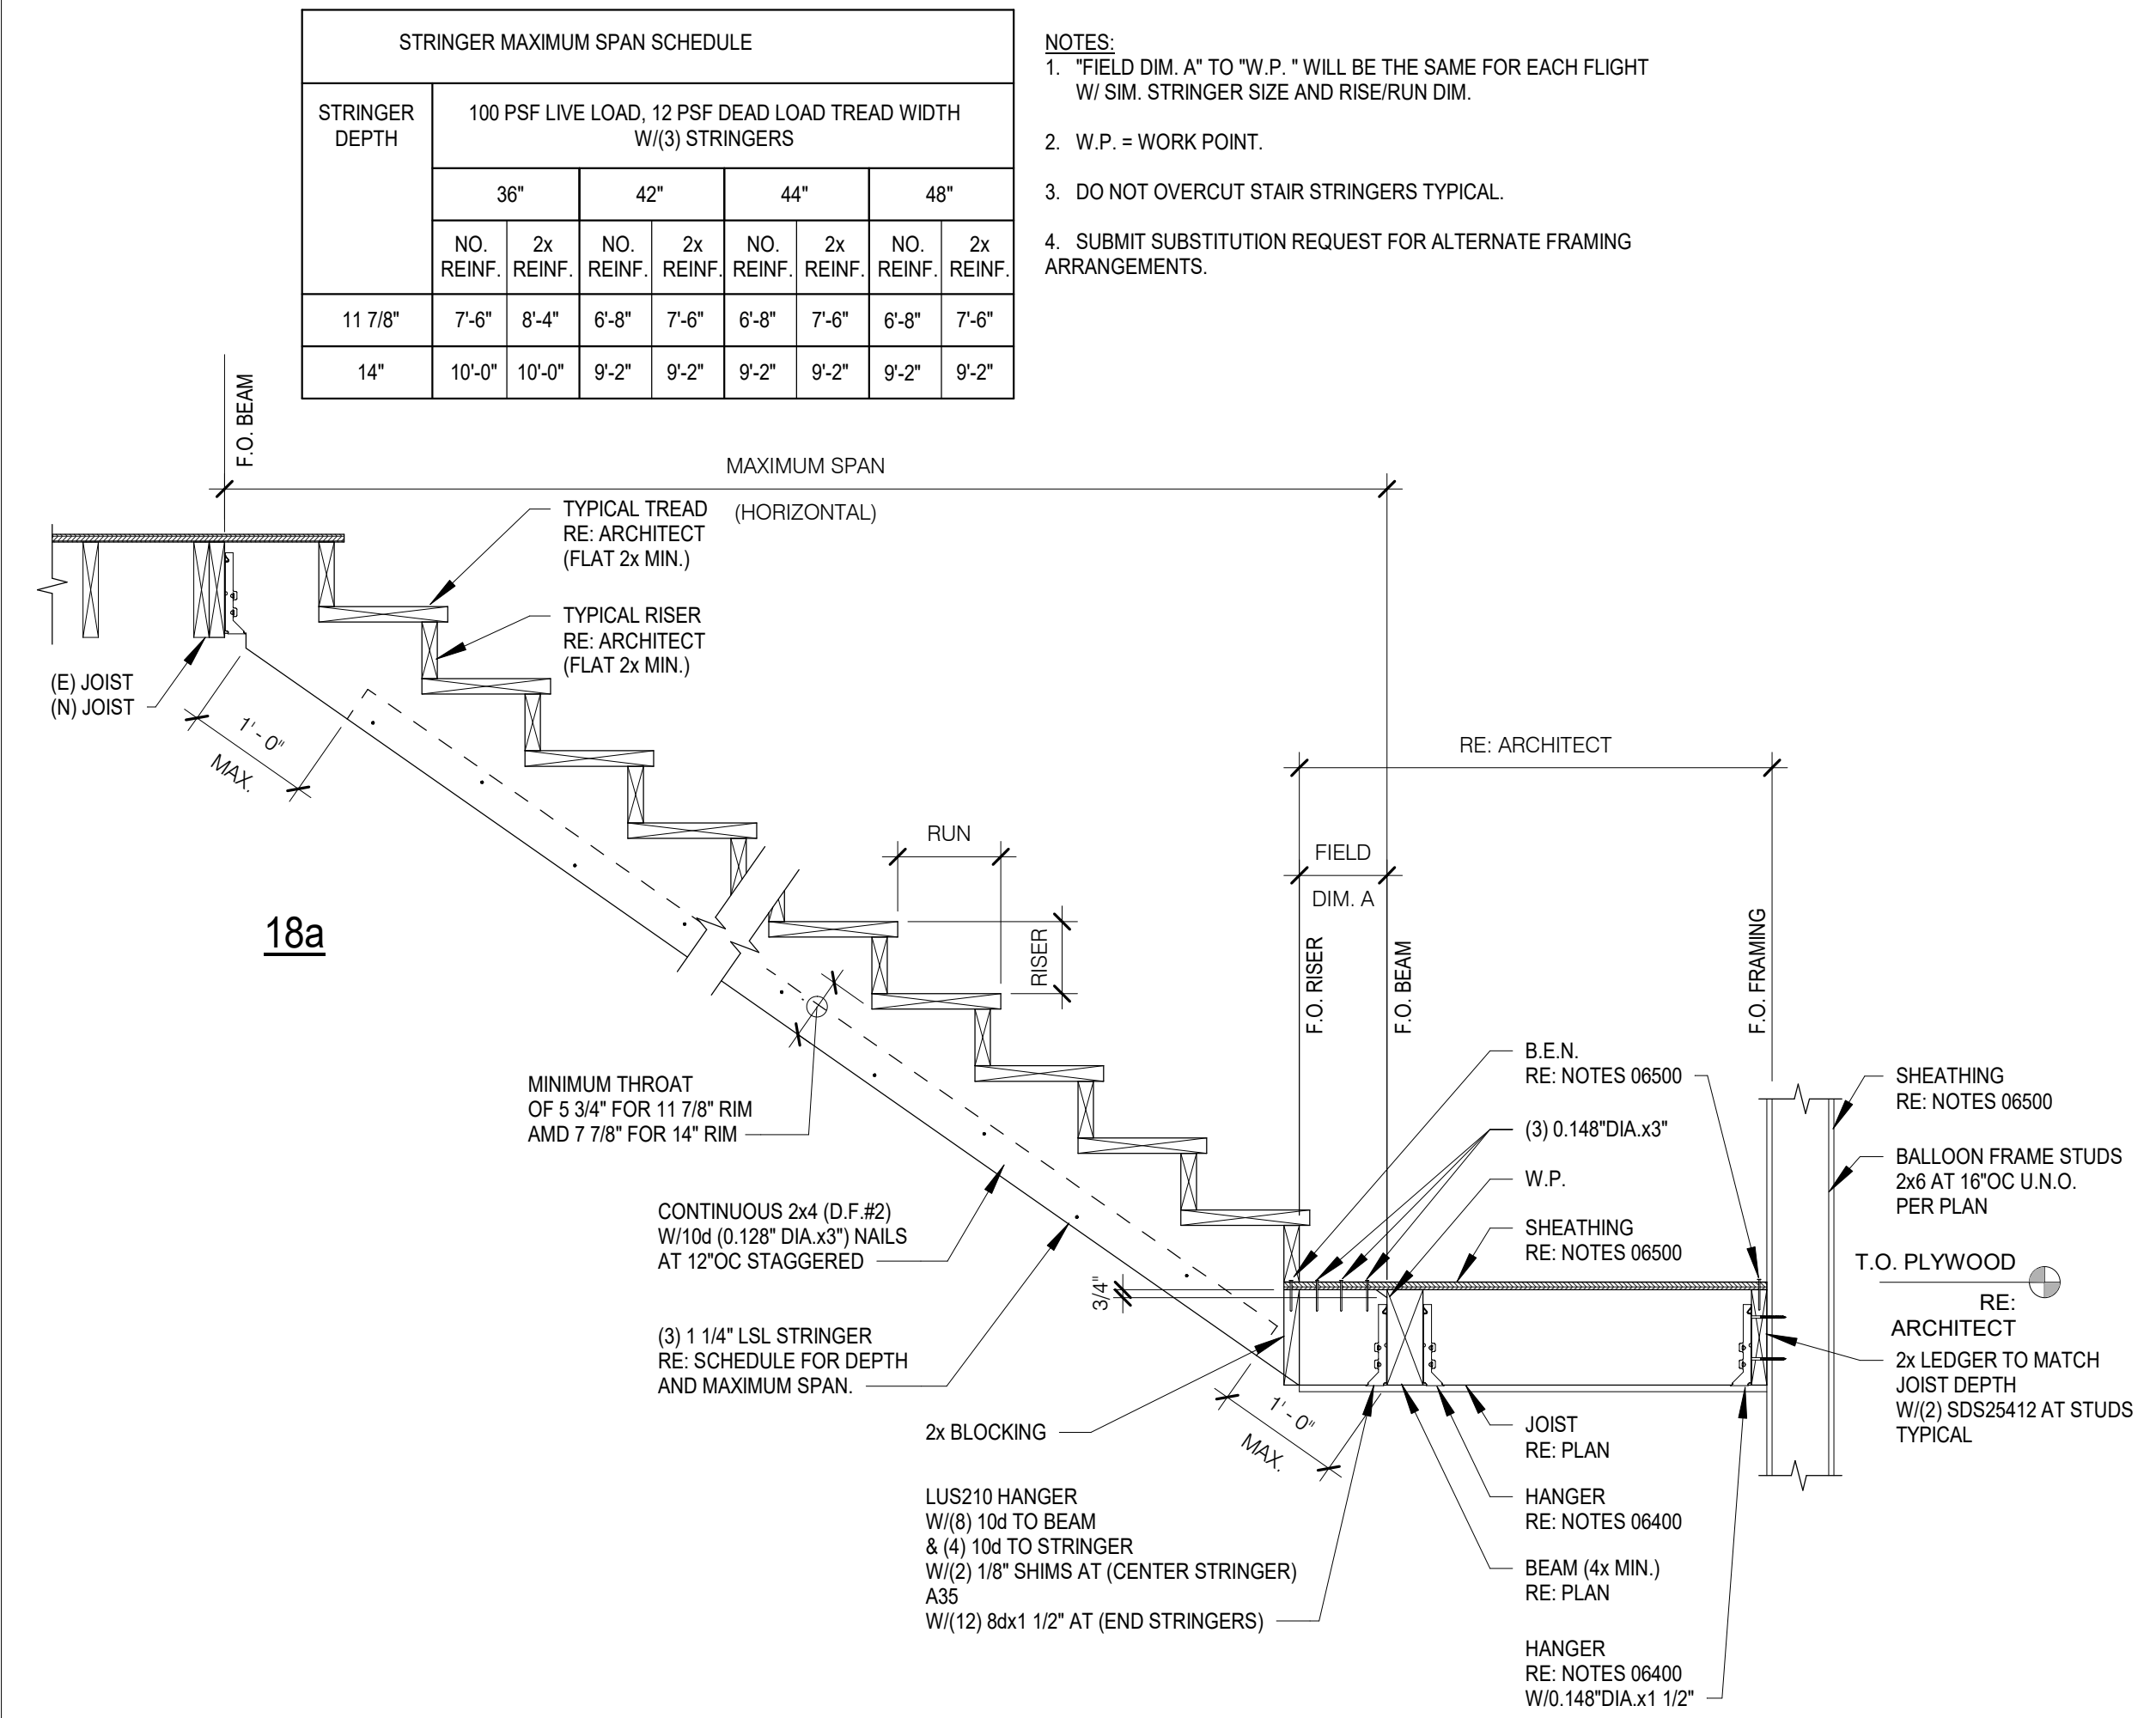 STRINGER MAXIMUM SPAN SCHEDULE
STRINGER DEPTH
100 PSF LIVE LOAD, 12 PSF DEAD LOAD TREAD WIDTH
W/(3) STRINGERS
36" 42" 44" 48"
NO. REINF. 2x REINF. NO. REINF. 2x REINF. NO. REINF. 2x REINF. NO. REINF. 2x REINF.
11 7/8" 7'-6" 8'-4" 6'-8" 7'-6" 6'-8" 7'-6" 6'-8" 7'-6"
14" 10'-0" 10'-0" 9'-2" 9'-2" 9'-2" 9'-2" 9'-2" 9'-2"
NOTES:
1. "FIELD DIM. A" TO "W.P. " WILL BE THE SAME FOR EACH FLIGHT
W/ SIM. STRINGER SIZE AND RISE/RUN DIM.
2. W.P. = WORK POINT.
3. DO NOT OVERCUT STAIR STRINGERS TYPICAL.
4. SUBMIT SUBSTITUTION REQUEST FOR ALTERNATE FRAMING
ARRANGEMENTS.
F.O. BEAM
MAXIMUM SPAN
(HORIZONTAL)
TYPICAL TREAD
RE: ARCHITECT
(FLAT 2x MIN.)
TYPICAL RISER
RE: ARCHITECT
(FLAT 2x MIN.)
(E) JOIST
(N) JOIST
1'-0"
MAX.
18a
RUN
RISER
RE: ARCHITECT
FIELD
DIM. A
F.O. RISER
F.O. BEAM
F.O. FRAMING
MINIMUM THROAT
OF 5 3/4" FOR 11 7/8" RIM
AMD 7 7/8" FOR 14" RIM
CONTINUOUS 2x4 (D.F.#2)
W/10d (0.128" DIA.x3") NAILS
AT 12"OC STAGGERED
(3) 1 1/4" LSL STRINGER
RE: SCHEDULE FOR DEPTH
AND MAXIMUM SPAN.
3/4"
2x BLOCKING
1'-0"
MAX.
LUS210 HANGER
W/(8) 10d TO BEAM
& (4) 10d TO STRINGER
W/(2) 1/8" SHIMS AT (CENTER STRINGER)
A35
W/(12) 8dx1 1/2" AT (END STRINGERS)
B.E.N.
RE: NOTES 06500
(3) 0.148"DIA.x3"
W.P.
SHEATHING
RE: NOTES 06500
JOIST
RE: PLAN
HANGER
RE: NOTES 06400
BEAM (4x MIN.)
RE: PLAN
HANGER
RE: NOTES 06400
W/0.148"DIA.x1 1/2"
SHEATHING
RE: NOTES 06500
BALLOON FRAME STUDS
2x6 AT 16"OC U.N.O.
PER PLAN
T.O. PLYWOOD
RE:
ARCHITECT
2x LEDGER TO MATCH
JOIST DEPTH
W/(2) SDS25412 AT STUDS
TYPICAL